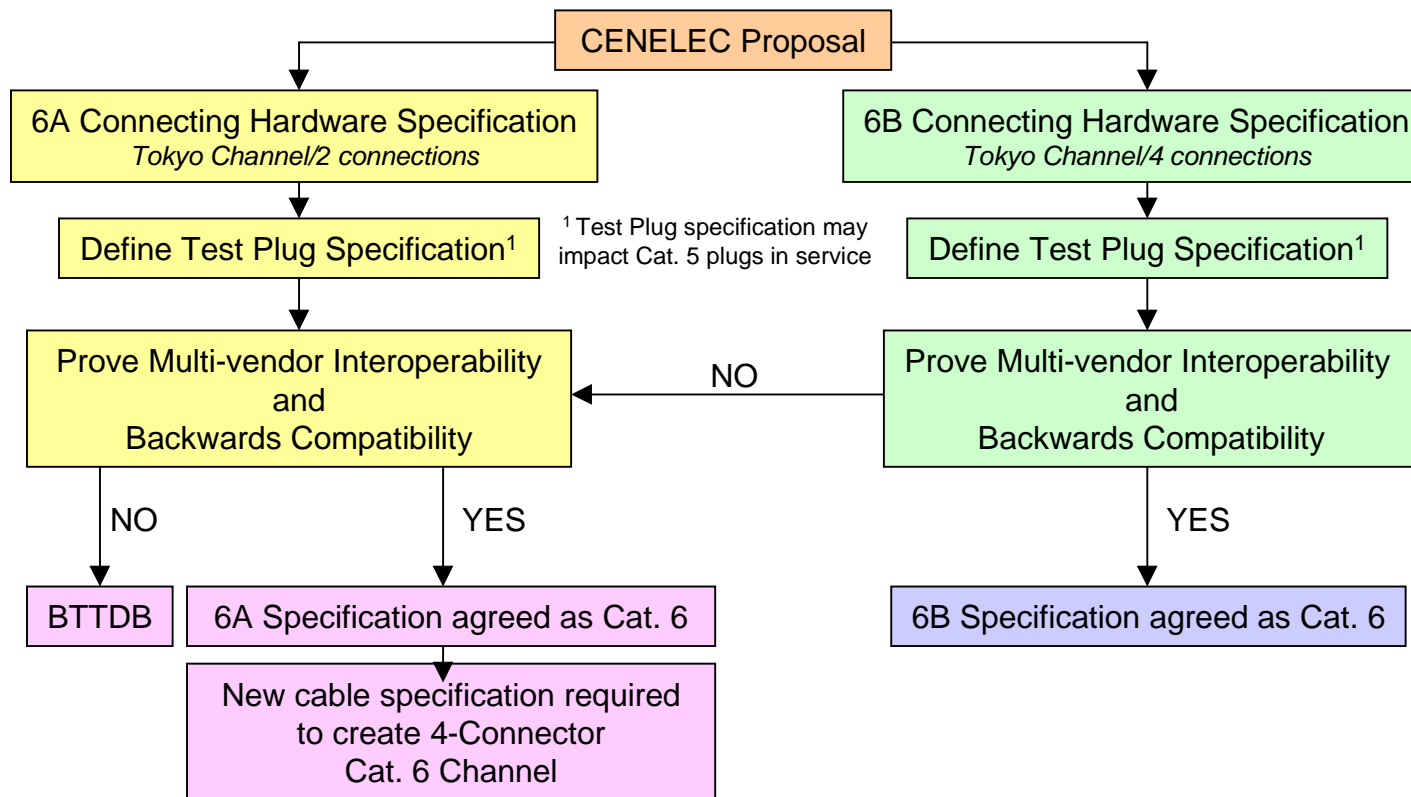 CENELEC Proposal
6A Connecting Hardware Specification
Tokyo Channel/2 connections
6B Connecting Hardware Specification
Tokyo Channel/4 connections
Define Test Plug Specification¹
¹ Test Plug specification may
impact Cat. 5 plugs in service
Define Test Plug Specification¹
Prove Multi-vendor Interoperability
and
Backwards Compatibility
NO
Prove Multi-vendor Interoperability
and
Backwards Compatibility
NO
YES
YES
BTTDB
6A Specification agreed as Cat. 6
6B Specification agreed as Cat. 6
New cable specification required
to create 4-Connector
Cat. 6 Channel